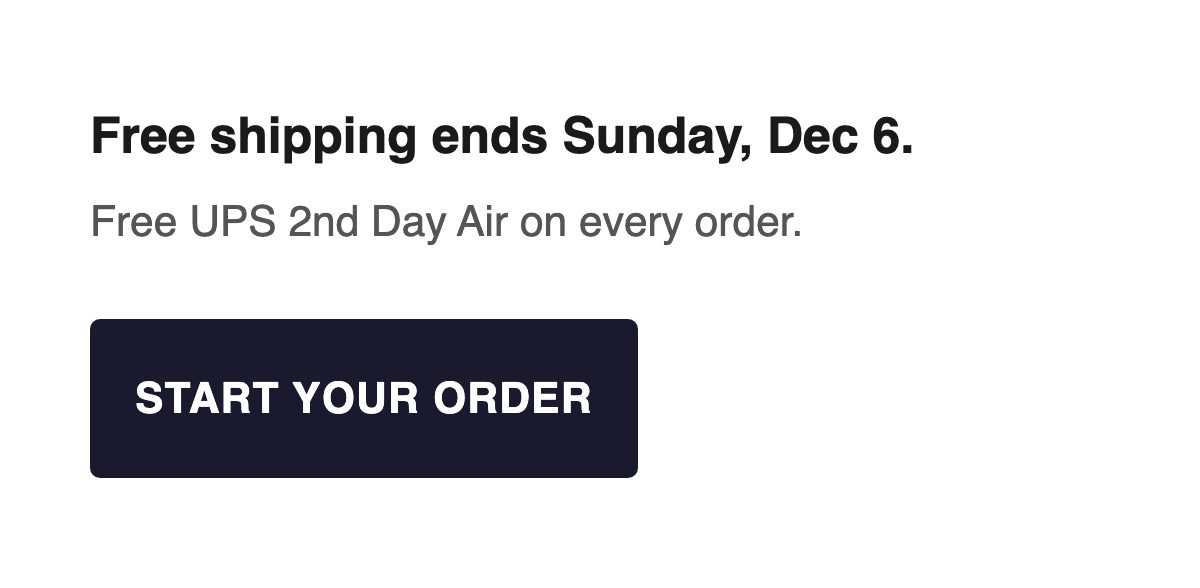 Free shipping ends Sunday, Dec 6.
Free UPS 2nd Day Air on every order.
START YOUR ORDER